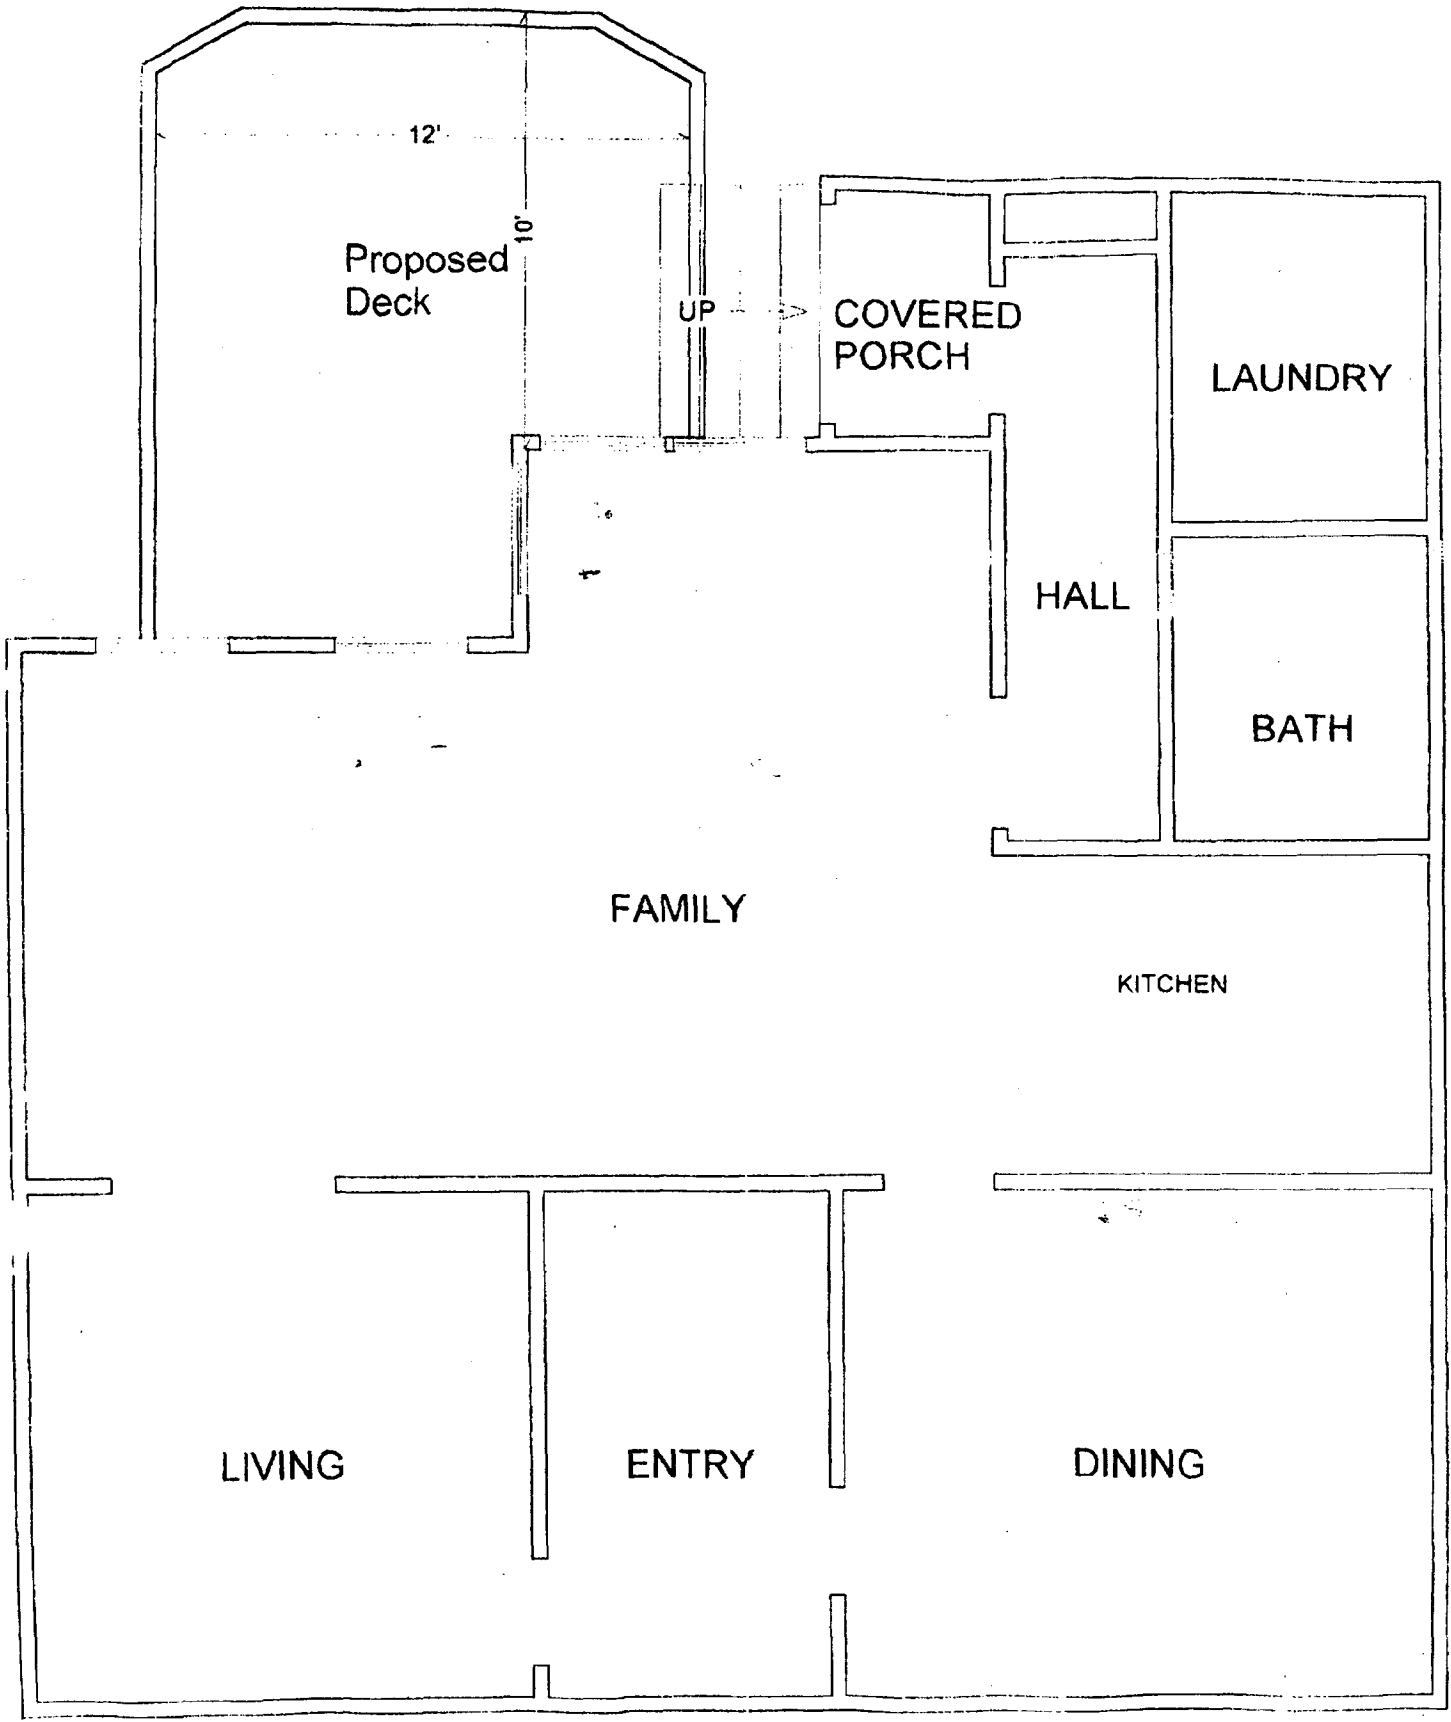 12'
10'
Proposed
Deck
UP
COVERED
PORCH
LAUNDRY
HALL
BATH
FAMILY
KITCHEN
LIVING
ENTRY
DINING